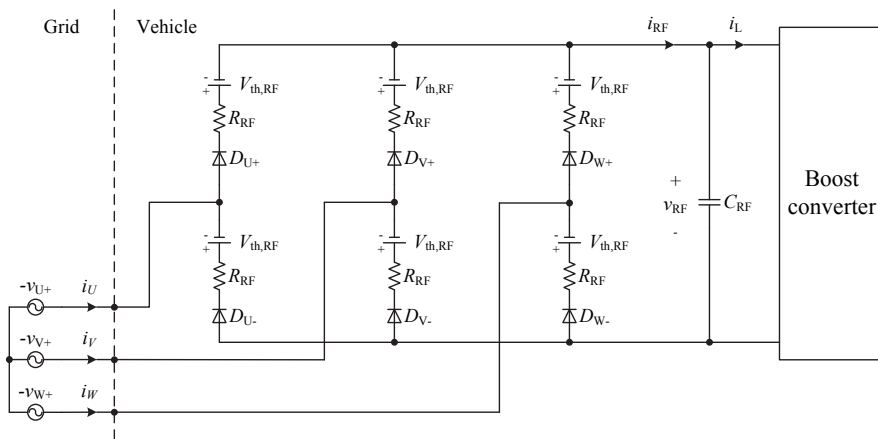 Grid
Vehicle
iRF
iL
-
+
Vth,RF
RRF
DU+
-
+
Vth,RF
RRF
DV+
-
+
Vth,RF
RRF
DW+
-
+
Vth,RF
RRF
DU-
-
+
Vth,RF
RRF
DV-
-
+
Vth,RF
RRF
DW-
+
vRF
-
CRF
Boost
converter
-vU+
iU
-vV+
iV
-vW+
iW